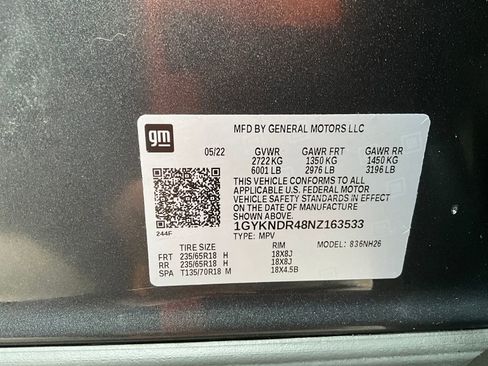 gm
MFD BY GENERAL MOTORS LLC
05/22 GVWR GAWR FRT GAWR RR
2722 KG 1350 KG 1450 KG
6001 LB 2976 LB 3196 LB
THIS VEHICLE CONFORMS TO ALL
APPLICABLE U.S. FEDERAL MOTOR
VEHICLE SAFETY STANDARDS IN EFFECT
ON THE DATE OF MANUFACTURE
SHOWN ABOVE.
1GYKNDR48NZ163533
244F TYPE: MPV
TIRE SIZE RIM MODEL: 836NH26
FRT 235/65R18 H 18X8J
RR 235/65R18 H 18X8J
SPA T135/70R18 M 18X4.5B